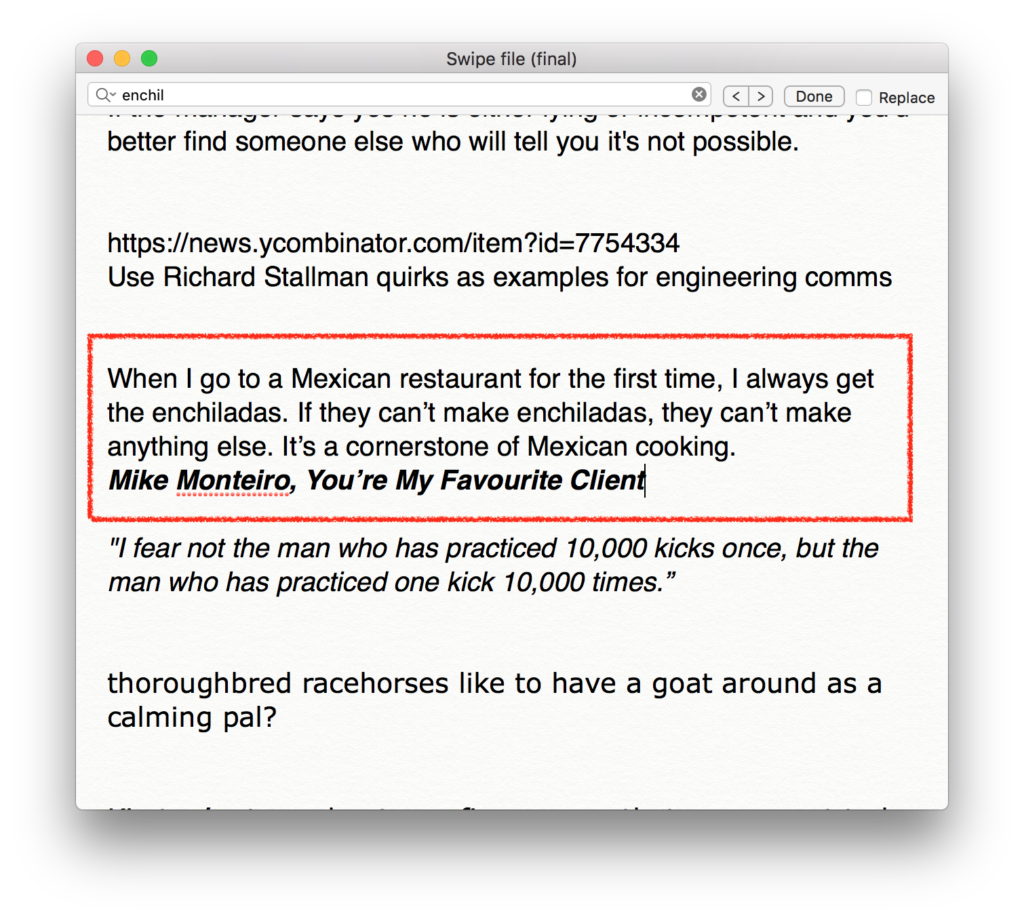 Swipe file (final)
enchil
< > Done Replace
better find someone else who will tell you it's not possible.
https://news.ycombinator.com/item?id=7754334
Use Richard Stallman quirks as examples for engineering comms
When I go to a Mexican restaurant for the first time, I always get
the enchiladas. If they can’t make enchiladas, they can’t make
anything else. It’s a cornerstone of Mexican cooking.
Mike Monteiro, You’re My Favourite Client
"I fear not the man who has practiced 10,000 kicks once, but the
man who has practiced one kick 10,000 times.”
thoroughbred racehorses like to have a goat around as a
calming pal?